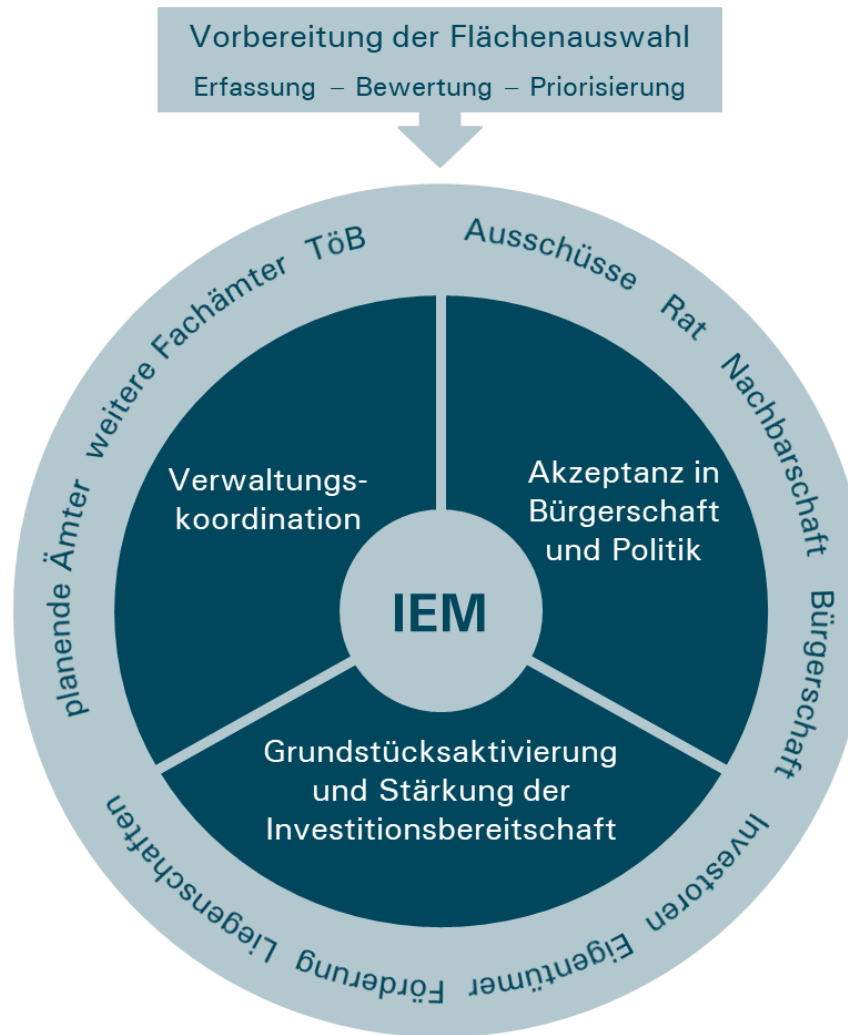 Vorbereitung der Flächenauswahl
Erfassung – Bewertung – Priorisierung
planende Ämter weitere Fachämter TöB
Ausschüsse Rat Nachbarschaft Bürgerschaft
Investoren Eigentümer Förderung Liegenschaften
Verwaltungs-
koordination
Akzeptanz in
Bürgerschaft
und Politik
IEM
Grundstücksaktivierung
und Stärkung der
Investitionsbereitschaft